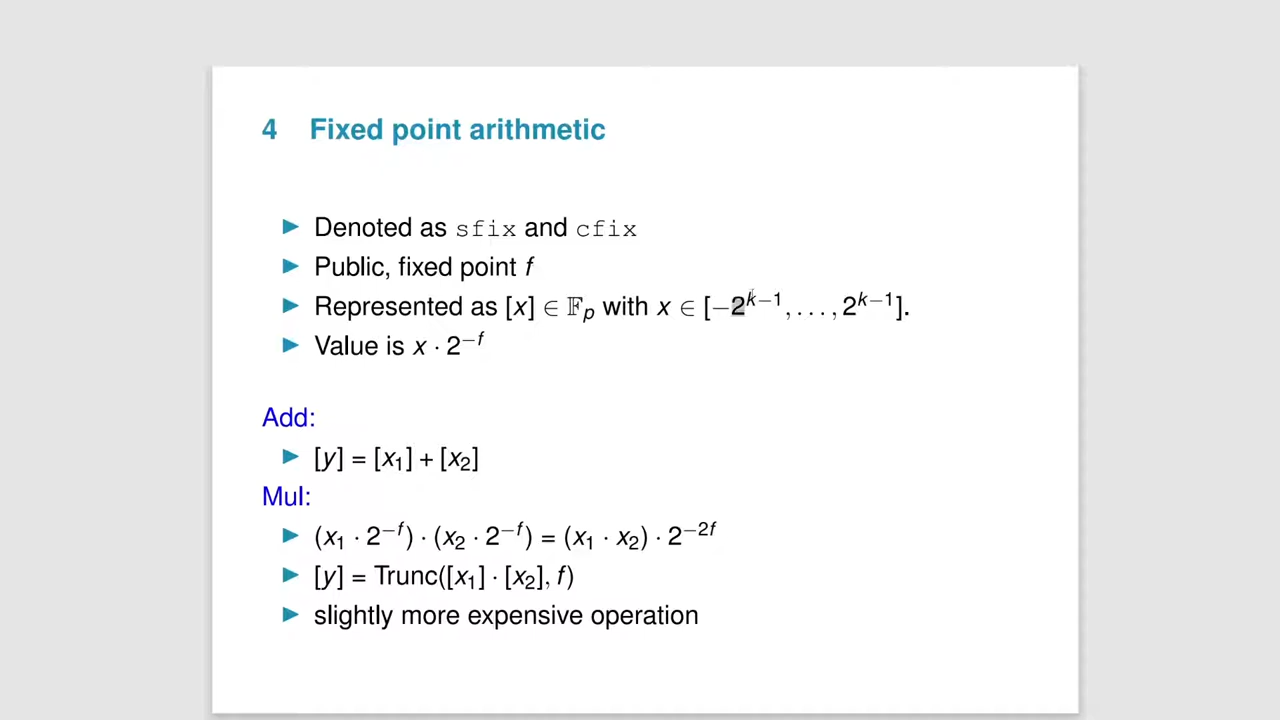 4 Fixed point arithmetic
▶ Denoted as sfix and cfix
▶ Public, fixed point f
▶ Represented as [x] ∈ 𝔽ₚ with x ∈ [−2^{k−1}, . . . , 2^{k−1}].
▶ Value is x · 2^{−f}
Add:
▶ [y] = [x₁] + [x₂]
Mul:
▶ (x₁ · 2^{−f}) · (x₂ · 2^{−f}) = (x₁ · x₂) · 2^{−2f}
▶ [y] = Trunc([x₁] · [x₂], f)
▶ slightly more expensive operation